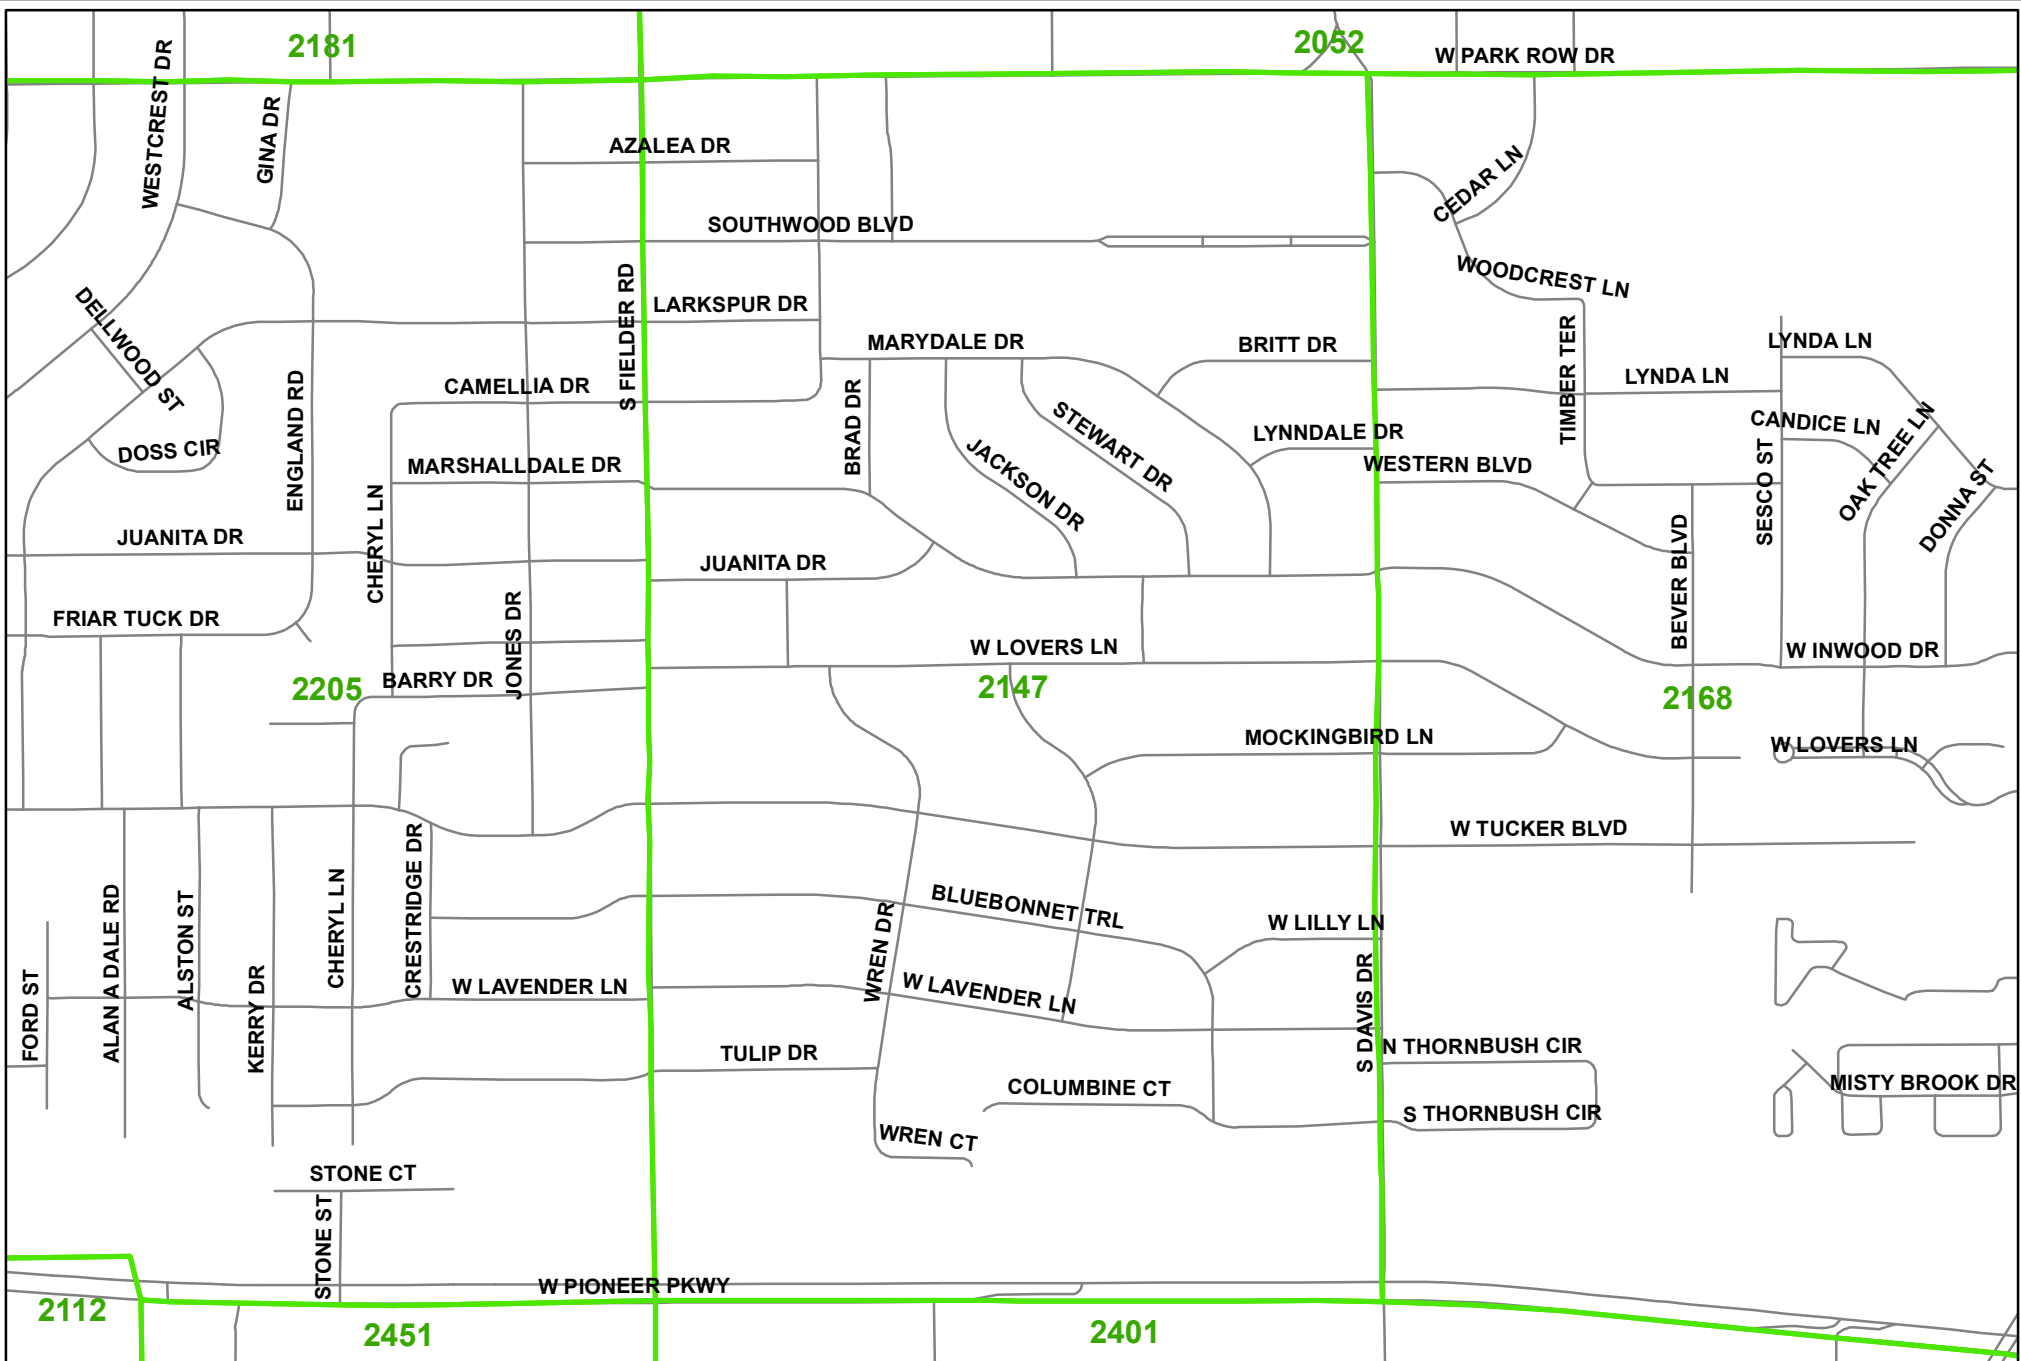 2181
2052
W PARK ROW DR
WESTCREST DR
GINA DR
AZALEA DR
CEDAR LN
SOUTHWOOD BLVD
WOODCREST LN
DELLWOOD ST
S FIELDER RD
LARKSPUR DR
MARYDALE DR
BRITT DR
TIMBER TER
LYNDA LN
LYNDA LN
CAMELLIA DR
ENGLAND RD
BRAD DR
STEWART DR
JACKSON DR
LYNNDALE DR
CANDICE LN
OAK TREE LN
DOSS CIR
MARSHALLDALE DR
WESTERN BLVD
SESCO ST
DONNA ST
CHERYL LN
JUANITA DR
JUANITA DR
BEVER BLVD
FRIAR TUCK DR
JONES DR
W LOVERS LN
W INWOOD DR
2205
BARRY DR
2147
2168
MOCKINGBIRD LN
W LOVERS LN
W TUCKER BLVD
CRESTRIDGE DR
CHERYL LN
ALAN A DALE RD
ALSTON ST
BLUEBONNET TRL
W LILLY LN
WREN DR
FORD ST
KERRY DR
W LAVENDER LN
W LAVENDER LN
S DAVIS DR
TULIP DR
N THORNBUSH CIR
COLUMBINE CT
MISTY BROOK DR
S THORNBUSH CIR
WREN CT
STONE CT
STONE ST
W PIONEER PKWY
2112
2451
2401